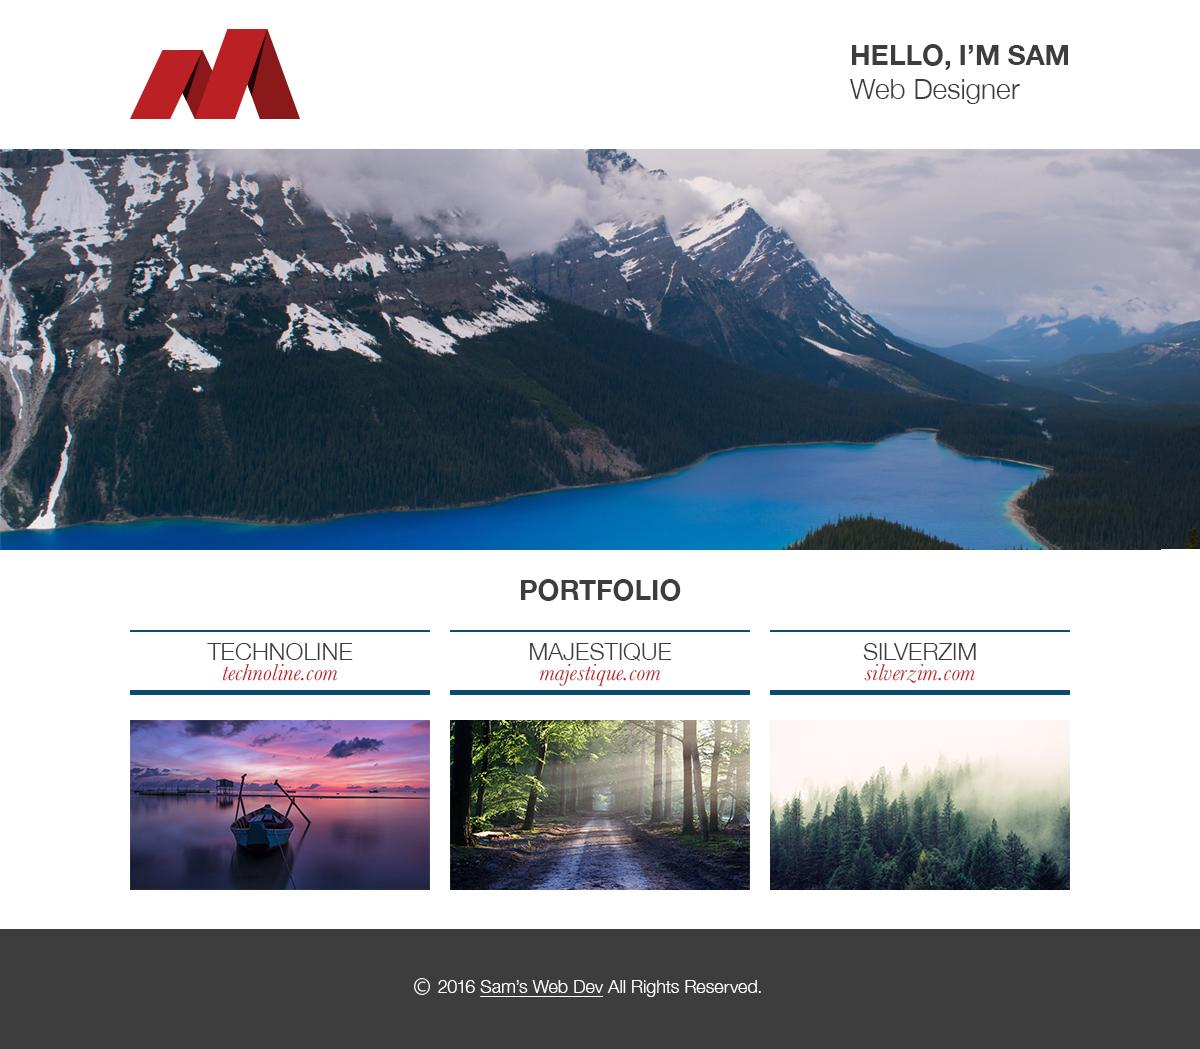 HELLO, I’M SAM
Web Designer
PORTFOLIO
TECHNOLINE
technoline.com
MAJESTIQUE
majestique.com
SILVERZIM
silverzim.com
© 2016 Sam’s Web Dev All Rights Reserved.